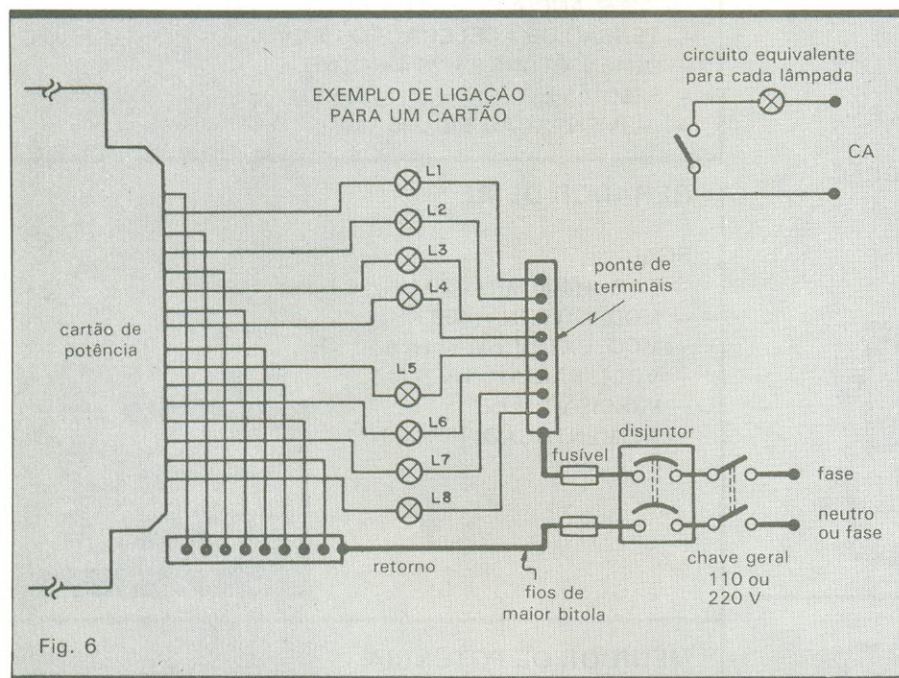 circuito equivalente
para cada lâmpada
CA
EXEMPLO DE LIGAÇÃO
PARA UM CARTÃO
L1
L2
L3
L4
L5
L6
L7
L8
cartão de
potência
ponte de
terminais
fusível
disjuntor
fase
neutro
ou fase
chave geral
110 ou
220 V
retorno
fios de
maior bitola
Fig. 6